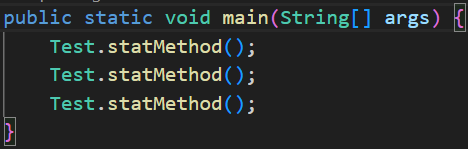 public static void main(String[] args) {
    Test.statMethod();
    Test.statMethod();
    Test.statMethod();
}